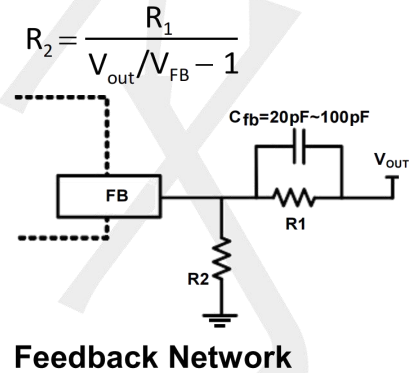 R₂ = R₁ / (Vout/VFB − 1)
Cfb=20pF~100pF
VOUT
FB
R1
R2
Feedback Network